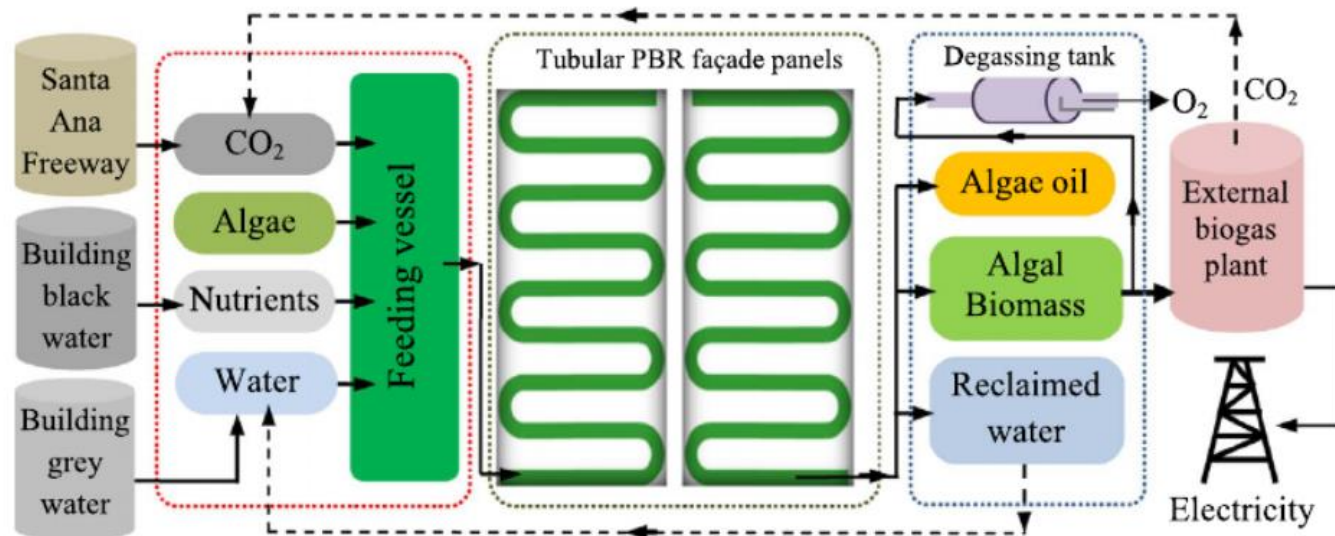 Santa
Ana
Freeway
Building
black
water
Building
grey
water
CO₂
Algae
Nutrients
Water
Feeding vessel
Tubular PBR façade panels
Degassing tank
O₂
Algae oil
Algal
Biomass
Reclaimed
water
CO₂
External
biogas
plant
Electricity